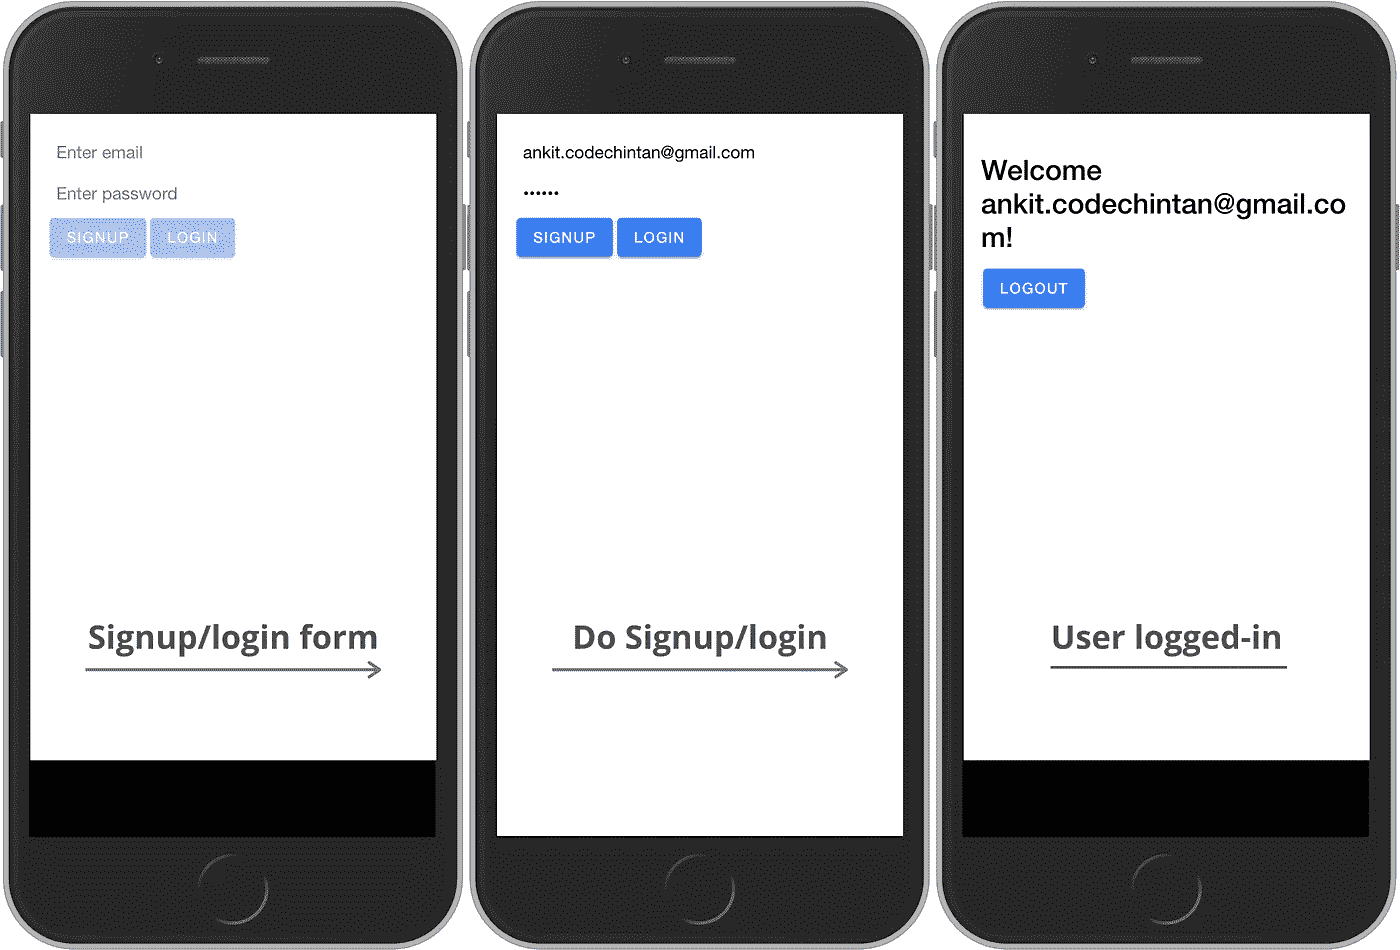 Enter email
Enter password
SIGNUP LOGIN
Signup/login form
ankit.codechintan@gmail.com
••••••
SIGNUP LOGIN
Do Signup/login
Welcome
ankit.codechintan@gmail.co
m!
LOGOUT
User logged-in